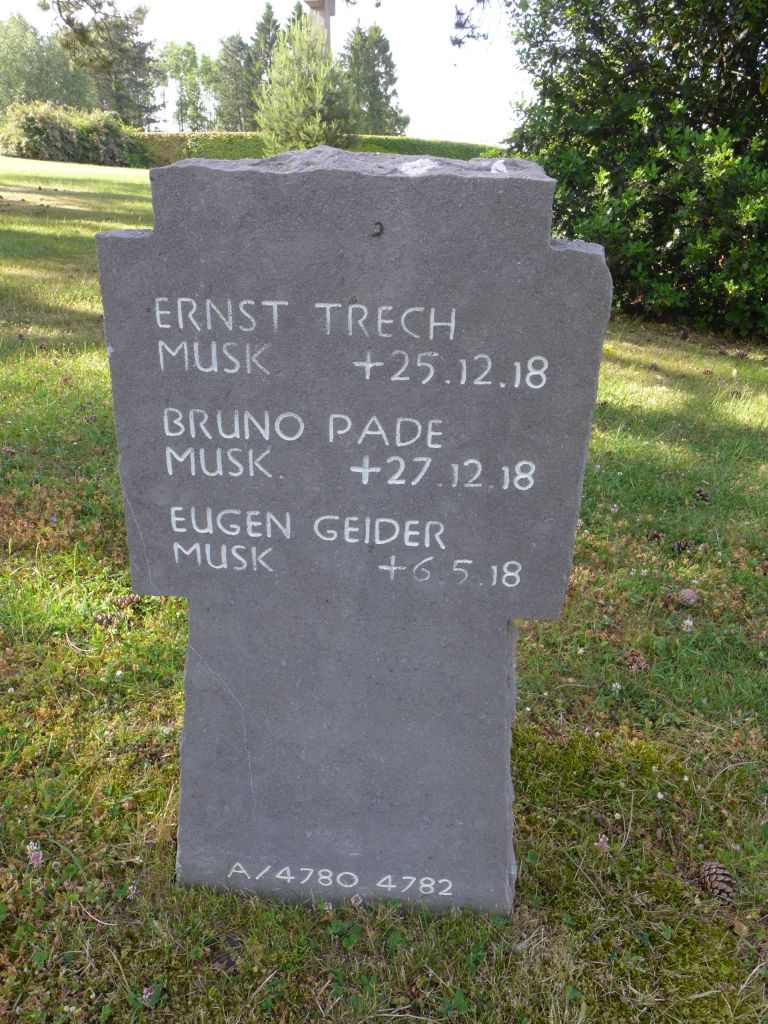 ERNST TRECH
MUSK +25.12.18
BRUNO PADE
MUSK. +27.12.18
EUGEN GEIDER
MUSK +6.5.18
A/4780 4782